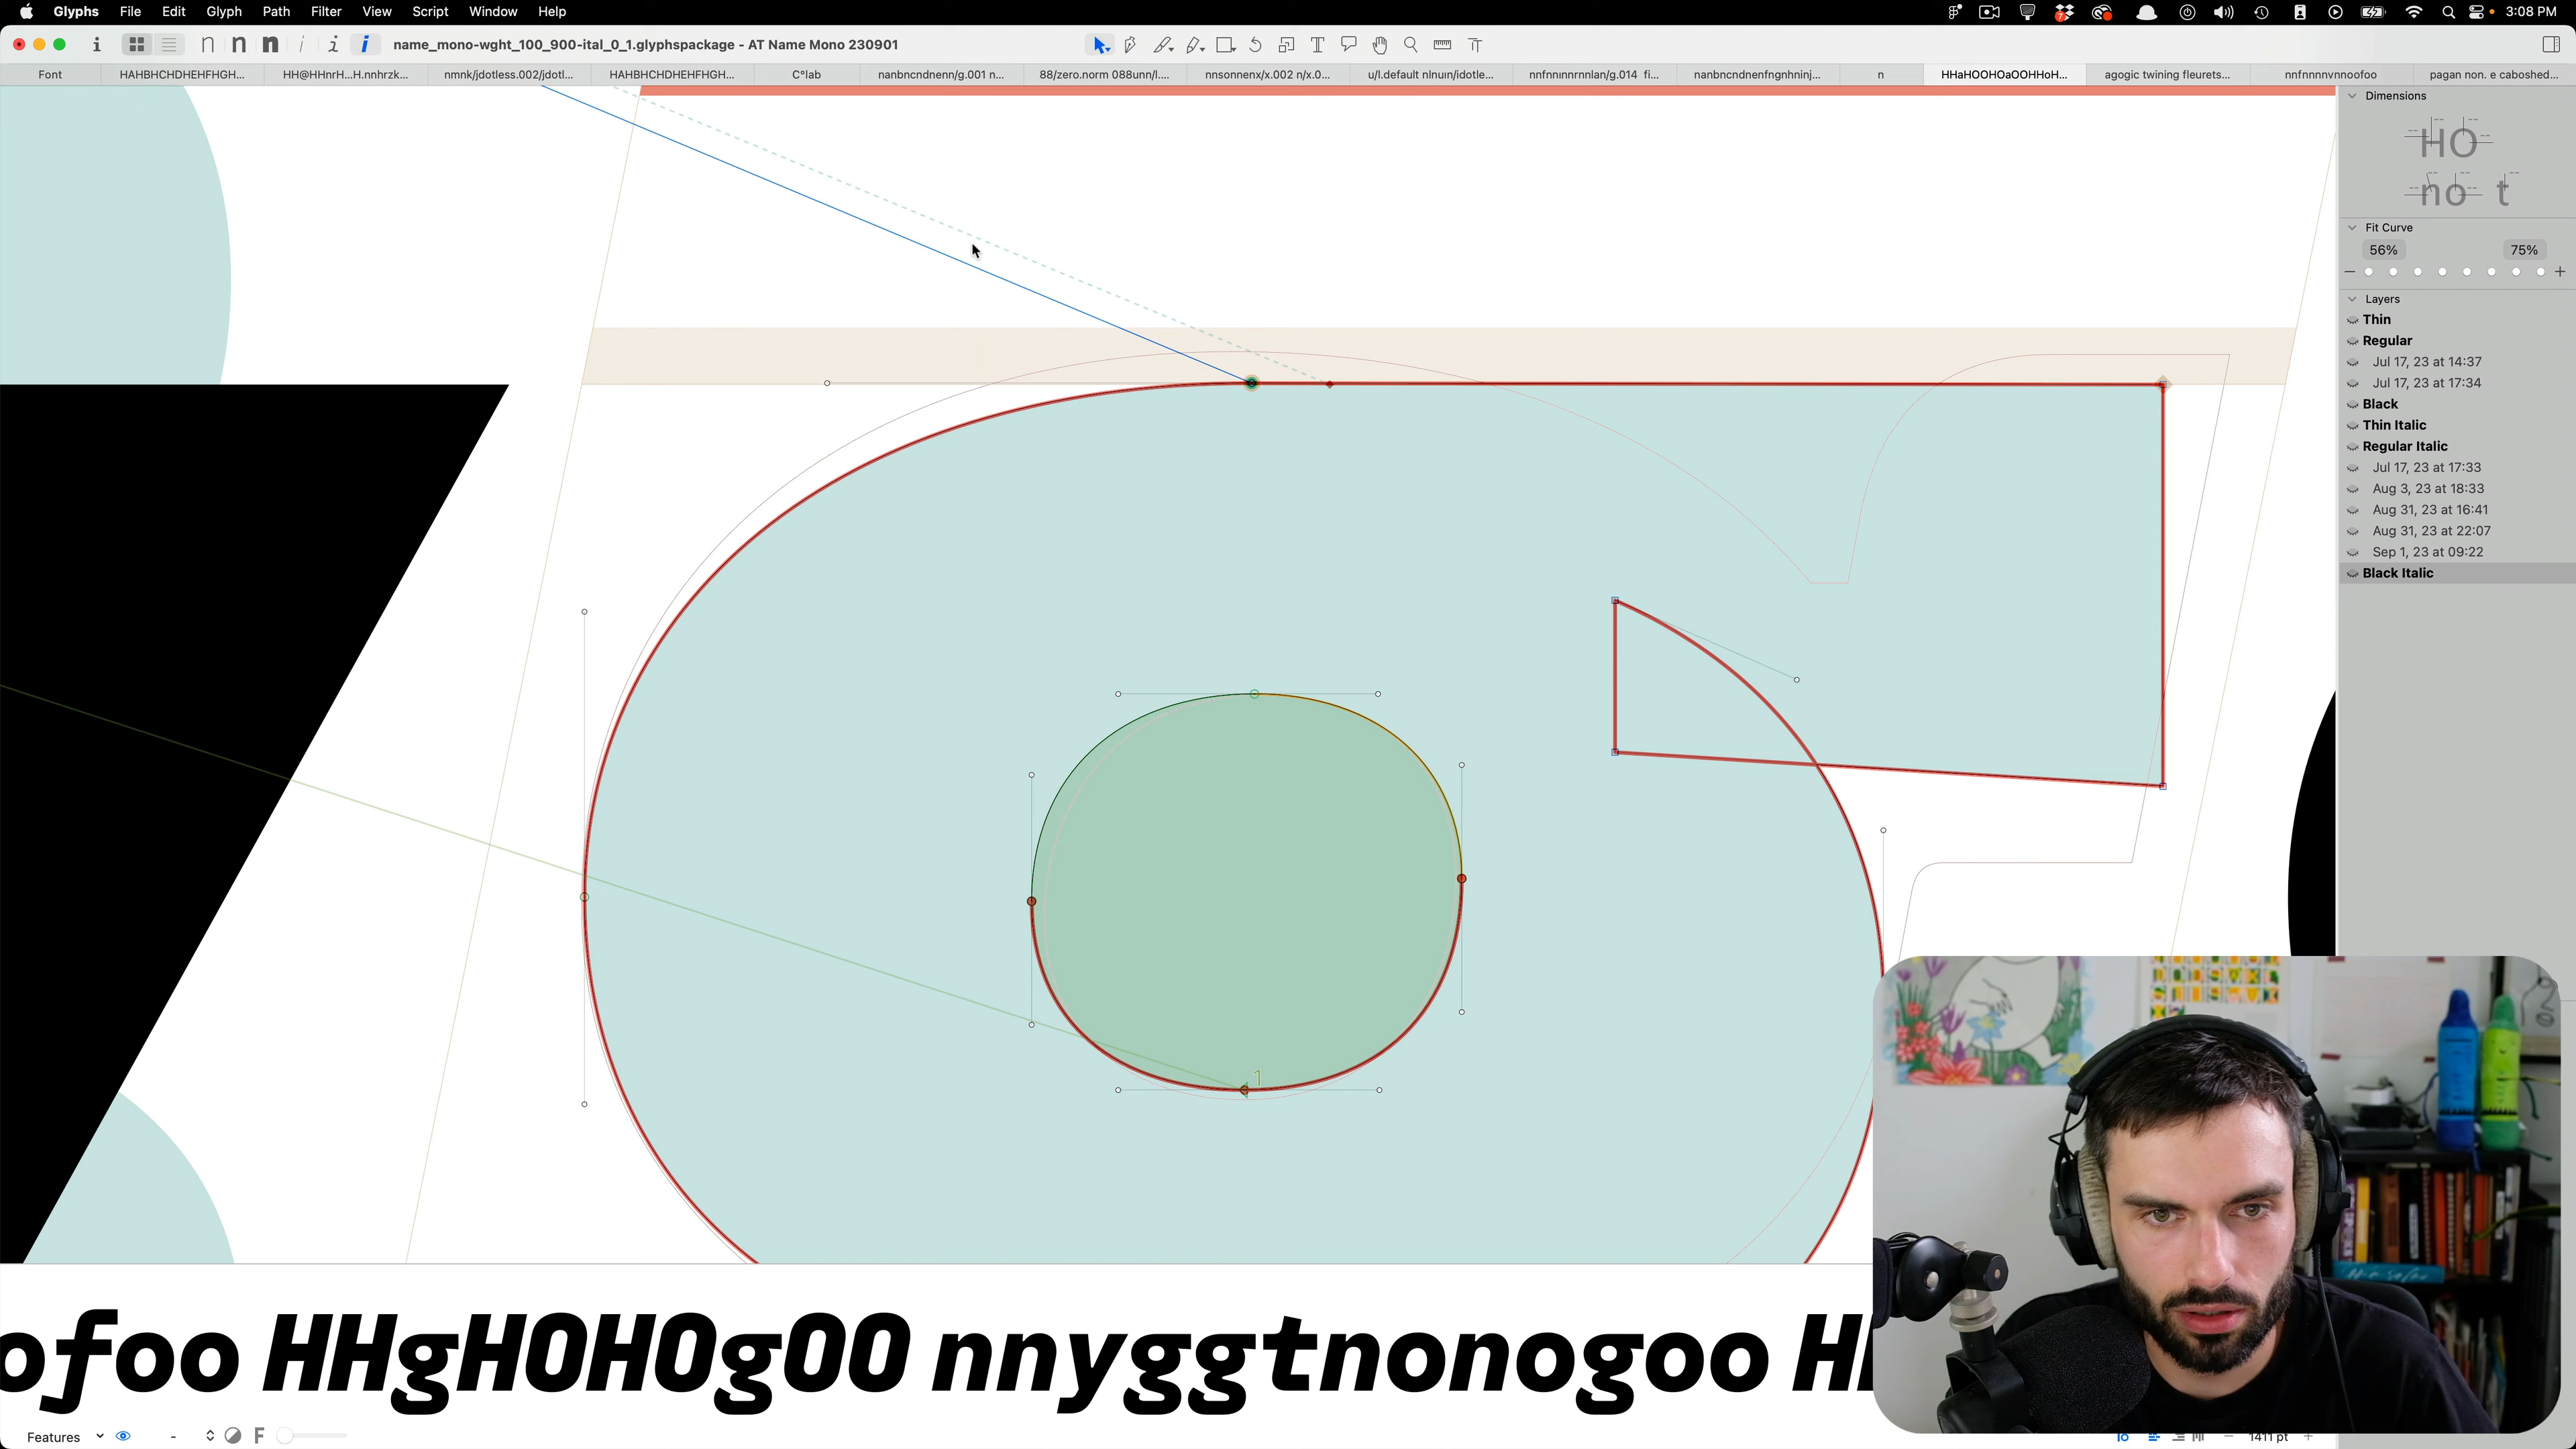 Glyphs File Edit Glyph Path Filter View Script Window Help 3:08 PM
name_mono-wght_100_900-ital_0_1.glyphspackage - AT Name Mono 230901
Font HAHBHCHDHEHFHGH... HH@HHnrH...H.nnhrzk... nmnk/jdotless.002/jdotl... HAHBHCHDHEHFHGH... C°lab nanbncndnenn/g.001 n... 88/zero.norm 088unn/l.... nnsonnenx/x.002 n/x.0... u/l.default nlnuın/idotle... nnfnnınnrnnlan/g.014 fi... nanbncndnenfngnhninj... n HHaHOOHOaOOHHoH... agogic twining fleurets... nnfnnnnvnnoofoo pagan non. e caboshed...
Dimensions
HO
no t
Fit Curve
56% 75%
Layers
Thin
Regular
Jul 17, 23 at 14:37
Jul 17, 23 at 17:34
Black
Thin Italic
Regular Italic
Jul 17, 23 at 17:33
Aug 3, 23 at 18:33
Aug 31, 23 at 16:41
Aug 31, 23 at 22:07
Sep 1, 23 at 09:22
Black Italic
1
ofoo HHgHOHOgOO nnyggtnonogoo H
Features - F 1411 pt